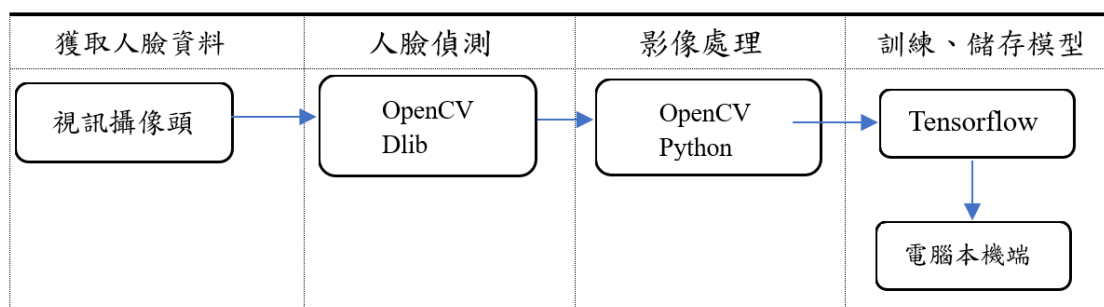 獲取人臉資料
人臉偵測
影像處理
訓練、儲存模型
視訊攝像頭
OpenCV
Dlib
OpenCV
Python
Tensorflow
電腦本機端